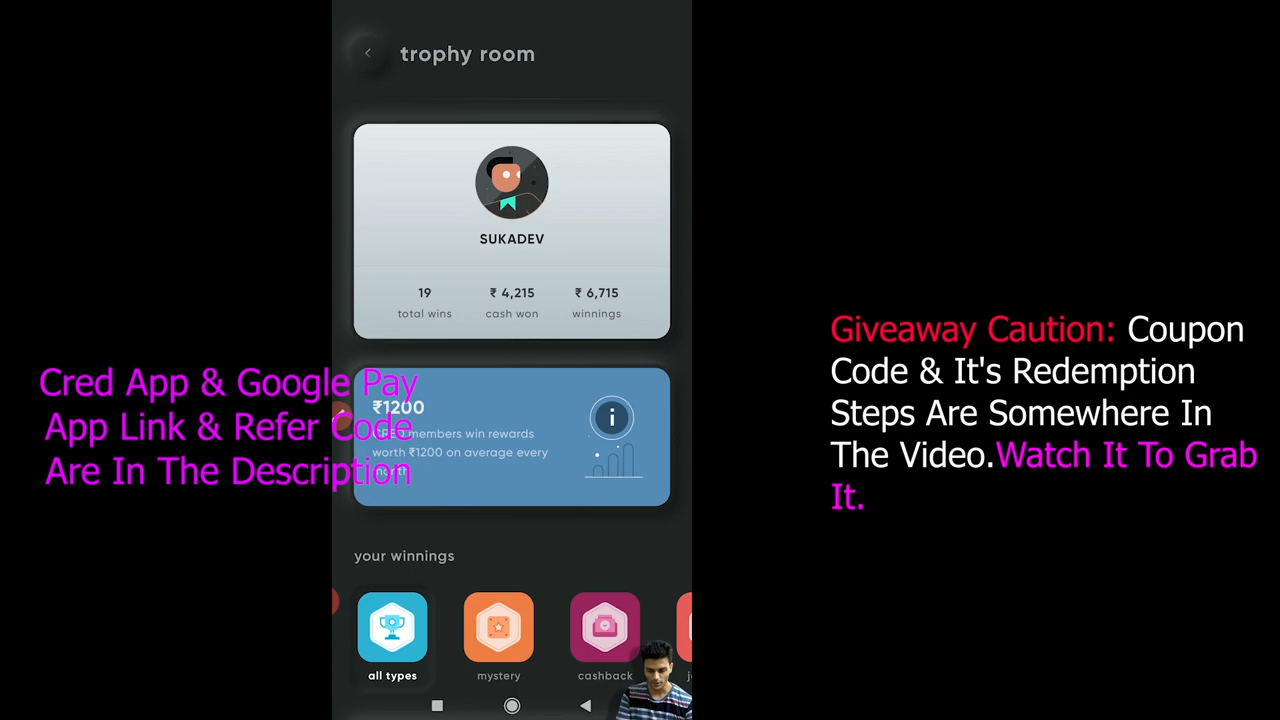 trophy room
SUKADEV
19
₹ 4,215
₹ 6,715
total wins
cash won
winnings
Cred App & Google Pay
App Link & Refer Code
Are In The Description
₹1200
CRED members win rewards
worth ₹1200 on average every
month
i
Giveaway Caution: Coupon
Code & It's Redemption
Steps Are Somewhere In
The Video.Watch It To Grab
It.
your winnings
all types
mystery
cashback